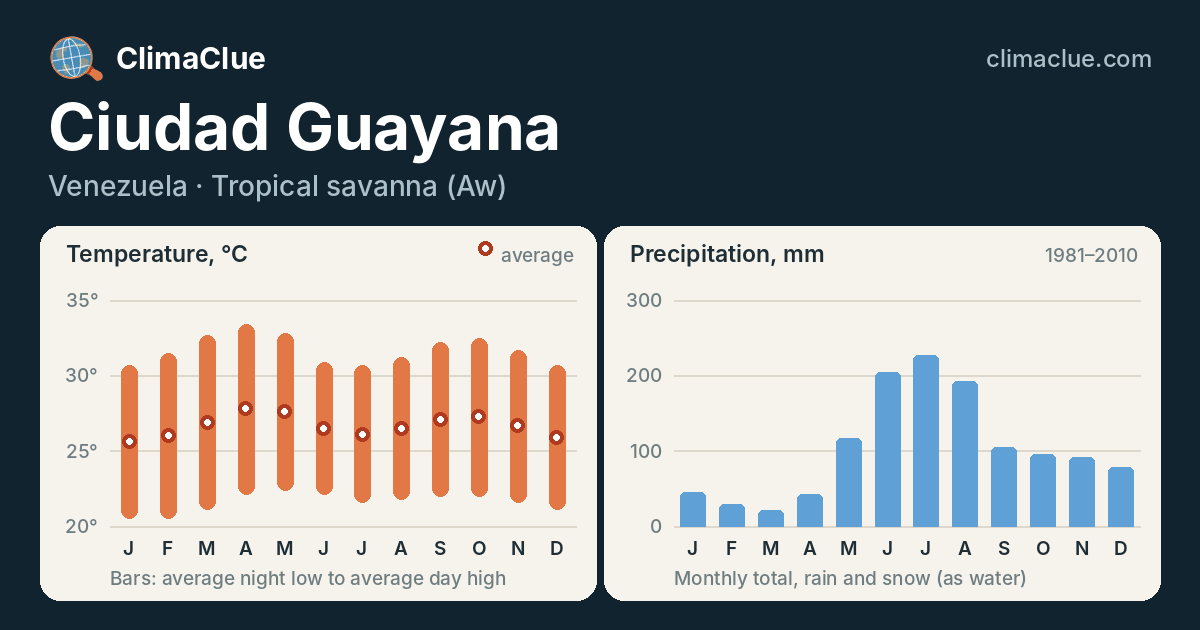 ClimaClue
climaclue.com
Ciudad Guayana
Venezuela · Tropical savanna (Aw)
Temperature, °C
average
35°
30°
25°
20°
J F M A M J J A S O N D
Bars: average night low to average day high
Precipitation, mm
1981–2010
300
200
100
0
J F M A M J J A S O N D
Monthly total, rain and snow (as water)